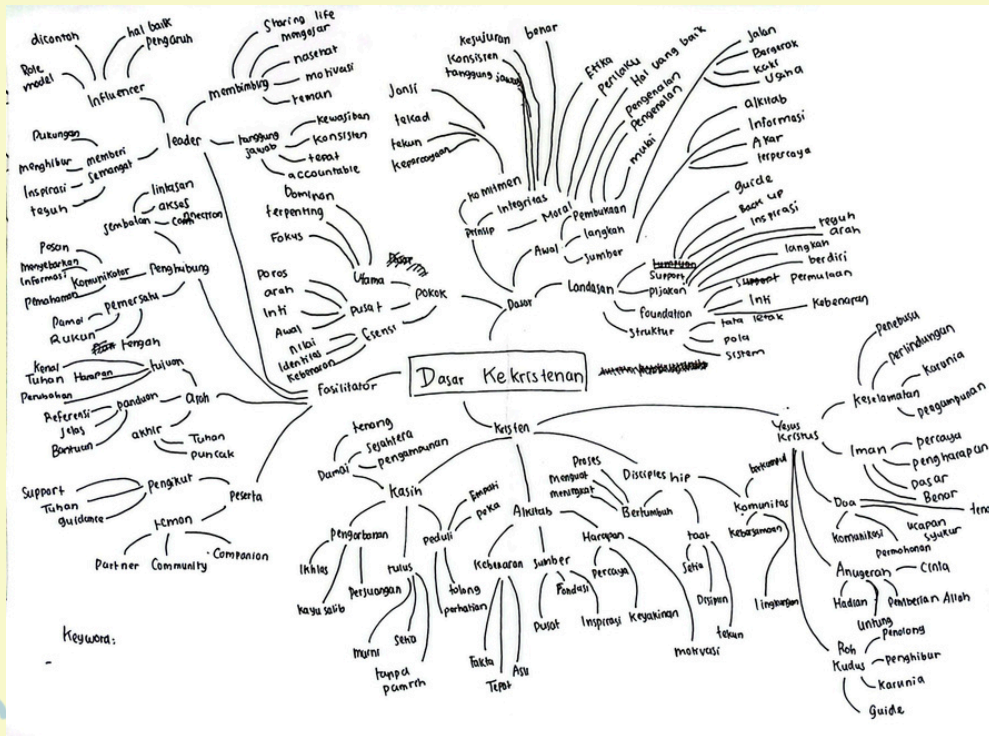 dicontoh
hal baik
pengaruh
Role
model
Influencer
Sharing life
mengajar
nasehat
motivasi
teman
membimbing
leader
tanggung
jawab
kewajiban
konsisten
tepat
accountable
Dukungan
menghibur
memberi
semangat
Inspirasi
teguh
jembatan
lintasan
akses
connection
Pesan
menyebarkan
informasi
Komunikator
Pemahaman
Penghubung
Pemersatu
Damai
Rukun
tengah
Kenal
Tuhan
Harapan
tujuan
Perubahan
Referensi
jelas
Bantuan
panduan
arah
akhir
Tuhan
puncak
Support
Tuhan
guidance
Pengikut
Peserta
teman
Partner
Community
Companion
Fasilitator
Dasar Kekristenan
Dominan
terpenting
Fokus
Utama
Poros
arah
Inti
Awal
Pusat
POKOK
nilai
Identitas
Kebenaran
Esensi
Janji
tekad
tekun
kepercayaan
komitmen
kejujuran
benar
Konsisten
tanggung jawab
Integritas
Prinsip
Moral
Etika
Perilaku
Hal yang baik
Pengenalan
Pengenalan
mulai
Pembukaan
Awal
langkah
sumber
Dasar
Jalan
Bergerak
Kaki
Usaha
alkitab
Informasi
Akar
terpercaya
Landasan
guide
Back up
Inspirasi
Support
Pijakan
teguh
arah
langkah
berdiri
Permulaan
Inti
Kebenaran
foundation
Struktur
tata letak
pola
sistem
Kristen
Kasih
Damai
tenang
sejahtera
pengampunan
Pengorbanan
Ikhlas
kayu salib
Perjuangan
tulus
murni
tanpa
pamrih
setia
peduli
Empati
peka
tolong
perhatian
Alkitab
Kebenaran
Fakta
Tepat
Asli
sumber
Pusat
Fondasi
Inspirasi
Harapan
Percaya
Keyakinan
motivasi
Discipleship
Bertumbuh
Proses
menguat
meningkat
taat
Setia
Disiplin
tekun
Komunitas
berkumpul
Kebersamaan
lingkungan
Yesus
Kristus
Keselamatan
penebusan
perlindungan
Karunia
pengampunan
Iman
percaya
pengharapan
Dasar
Benar
Doa
Komunikasi
Permohonan
ucapan
syukur
Anugerah
Cinta
Hadiah
untung
Pemberian Allah
Roh
Kudus
Penolong
penghibur
Karunia
Guide
Keyword:
-